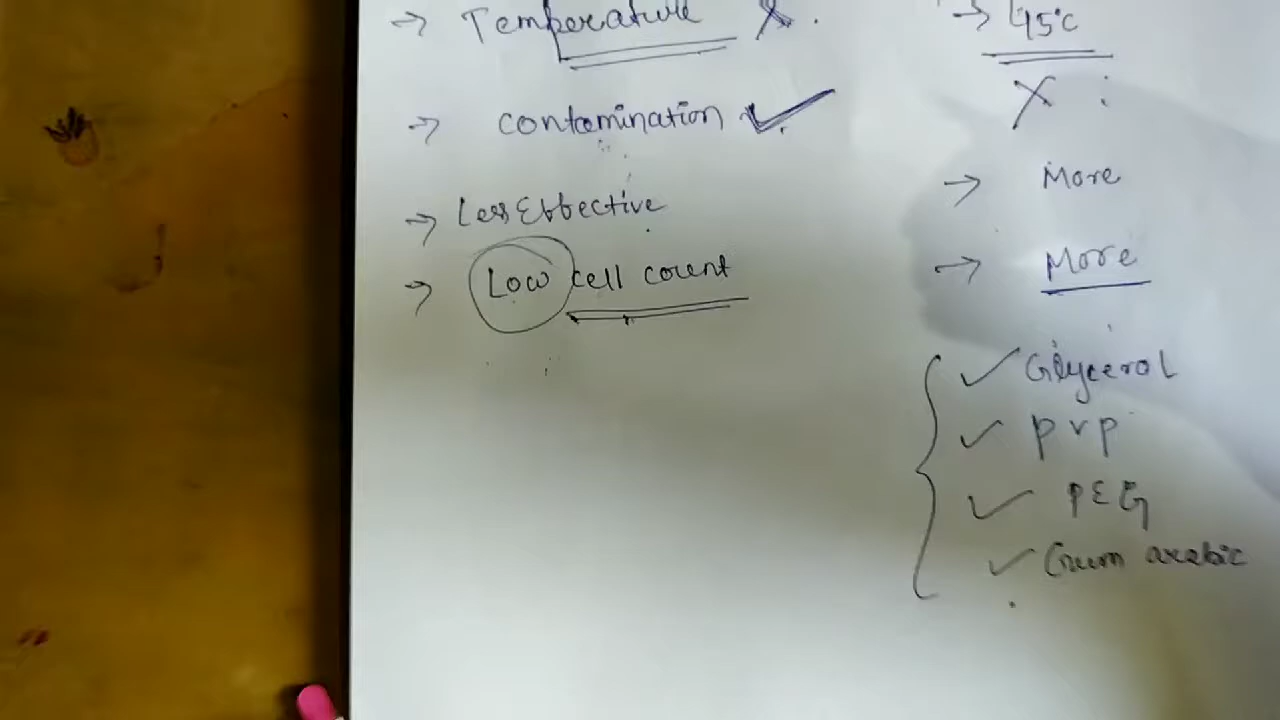 → Temperature X.
→ contamination ✓
→ Less Effective
→ Low cell count
→ 45°C
X
→ More
→ More
✓ Glycerol
✓ PVP
✓ PEG
✓ Gum arabic